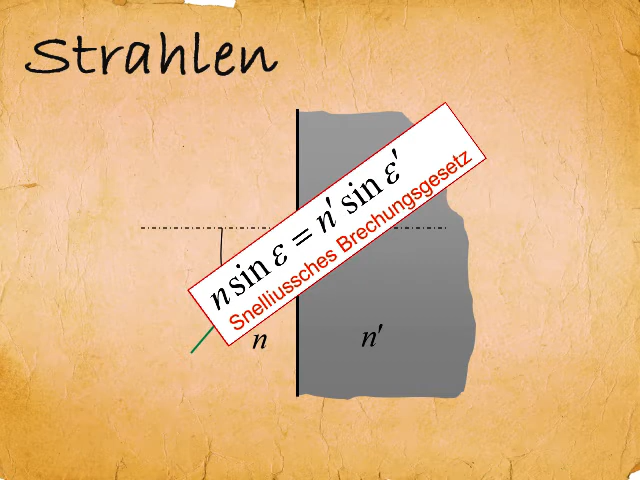 Strahlen
n sin ε = n′ sin ε′
Snelliussches Brechungsgesetz
n
n′